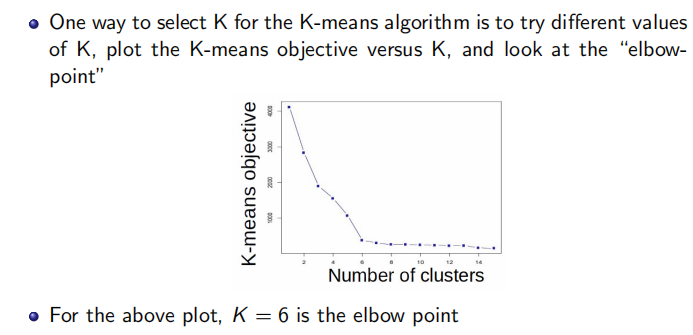 One way to select K for the K-means algorithm is to try different values
of K, plot the K-means objective versus K, and look at the “elbow-
point”
K-means objective
4000
3000
2000
1000
2 4 6 8 10 12 14
Number of clusters
For the above plot, K = 6 is the elbow point